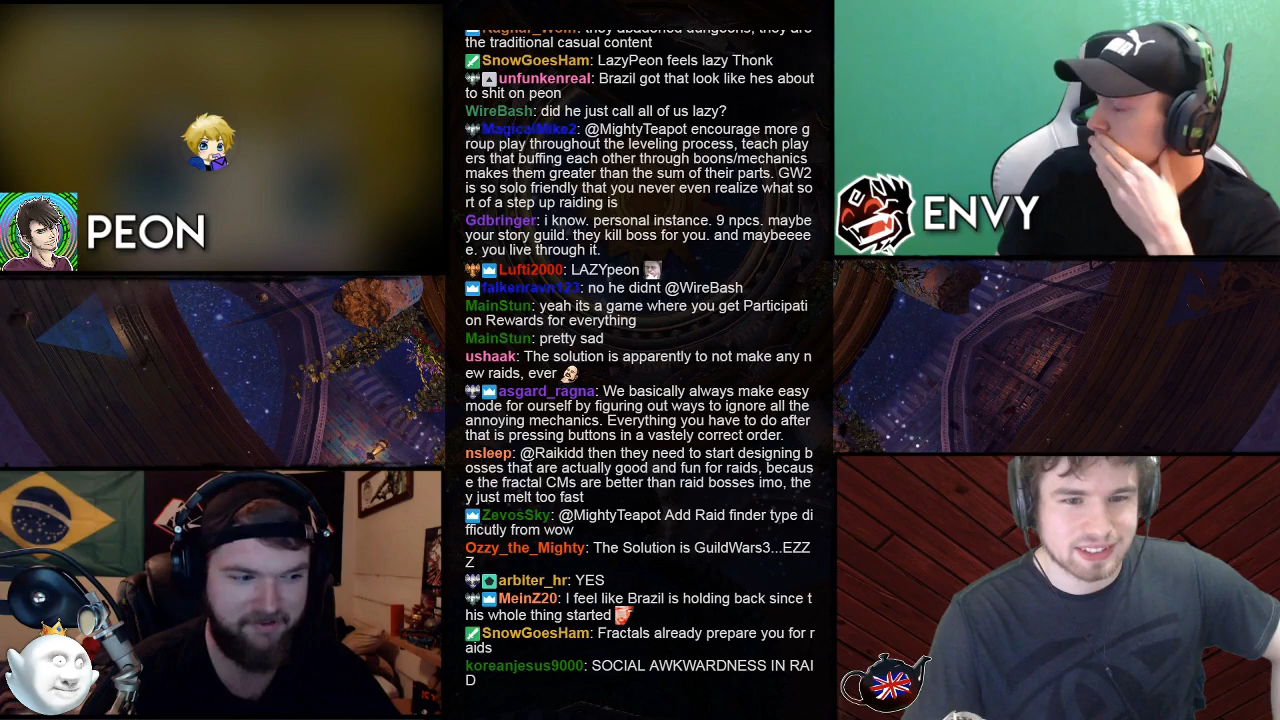 PEON
Ragnar_Wolf: they abadoned dungeons, they are
the traditional casual content
SnowGoesHam: LazyPeon feels lazy Thonk
unfunkenreal: Brazil got that look like hes about
to shit on peon
WireBash: did he just call all of us lazy?
MagicalMike2: @MightyTeapot encourage more g
roup play throughout the leveling process, teach play
ers that buffing each other through boons/mechanics
makes them greater than the sum of their parts. GW2
is so solo friendly that you never even realize what so
rt of a step up raiding is
Gdbringer: i know. personal instance. 9 npcs. maybe
your story guild. they kill boss for you. and maybeeee
e. you live through it.
Lufti2000: LAZYpeon
falkenravn123: no he didnt @WireBash
MainStun: yeah its a game where you get Participati
on Rewards for everything
MainStun: pretty sad
ushaak: The solution is apparently to not make any n
ew raids, ever
asgard_ragna: We basically always make easy
mode for ourself by figuring out ways to ignore all the
annoying mechanics. Everything you have to do after
that is pressing buttons in a vastely correct order.
nsleep: @Raikidd then they need to start designing b
osses that are actually good and fun for raids, becaus
e the fractal CMs are better than raid bosses imo, the
y just melt too fast
ZevosSky: @MightyTeapot Add Raid finder type di
fficutly from wow
Ozzy_the_Mighty: The Solution is GuildWars3...EZZ
Z
arbiter_hr: YES
MeinZ20: I feel like Brazil is holding back since t
his whole thing started
SnowGoesHam: Fractals already prepare you for r
aids
koreanjesus9000: SOCIAL AWKWARDNESS IN RAI
D
ENVY